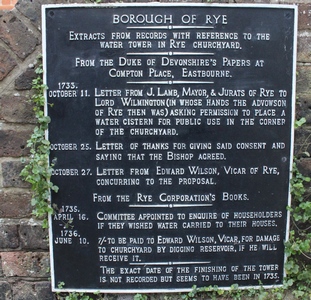 BOROUGH OF RYE
EXTRACTS FROM RECORDS WITH REFERENCE TO THE
WATER TOWER IN RYE CHURCHYARD.
FROM THE DUKE OF DEVONSHIRE'S PAPERS AT
COMPTON PLACE, EASTBOURNE.
1733.
OCTOBER 11. LETTER FROM J. LAMB, MAYOR, & JURATS OF RYE TO
LORD WILMINGTON (IN WHOSE HANDS THE ADVOWSON
OF RYE THEN WAS) ASKING PERMISSION TO PLACE A
WATER CISTERN FOR PUBLIC USE IN THE CORNER
OF THE CHURCHYARD.
OCTOBER 25. LETTER OF THANKS FOR GIVING SAID CONSENT AND
SAYING THAT THE BISHOP AGREED.
OCTOBER 27. LETTER FROM EDWARD WILSON, VICAR OF RYE,
CONCURRING TO THE PROPOSAL.
FROM THE RYE CORPORATION'S BOOKS.
1735.
APRIL 16. COMMITTEE APPOINTED TO ENQUIRE OF HOUSEHOLDERS
IF THEY WISHED WATER CARRIED TO THEIR HOUSES.
1736.
JUNE 10. 7/- TO BE PAID TO EDWARD WILSON, VICAR, FOR DAMAGE
TO CHURCHYARD BY DIGGING RESERVOIR, IF HE WILL
RECEIVE IT.
THE EXACT DATE OF THE FINISHING OF THE TOWER
IS NOT RECORDED BUT SEEMS TO HAVE BEEN IN 1735.